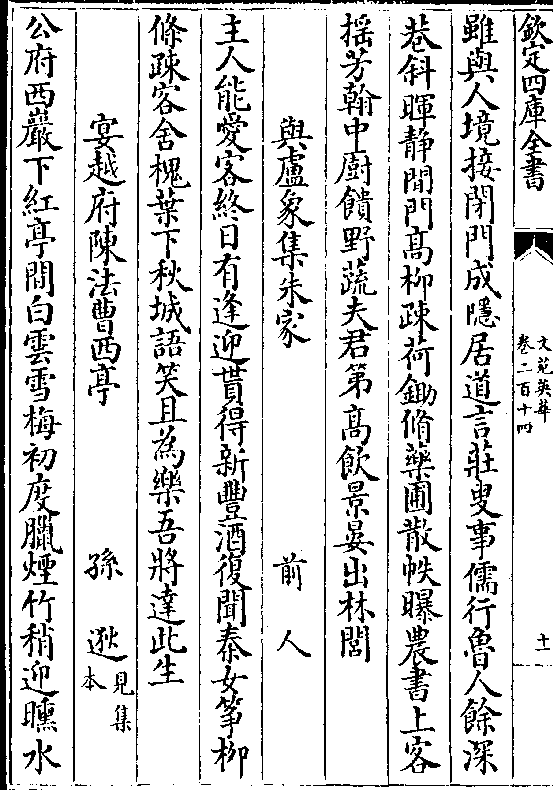 欽定四庫全書
文苑英華
卷二百十四
十一
雖與人境接閉門成隱居道言莊叟事儒行魯人餘深
巷斜暉静閒門髙柳疎荷鋤脩藥圃散帙曝農書上客
揺芳翰中厨饋野蔬夫君第髙飲景晏出林閭
與盧象集朱家
前人
主人能愛客終日有逢迎貰得新豐酒復聞秦女筝栁
條疎客舍槐葉下秋城語笑且為樂吾將達此生
宴越府陳法曹西亭
孫逖
見集
本
公府西巖下紅亭間白雲雪梅初度臘煙竹稍迎曛水